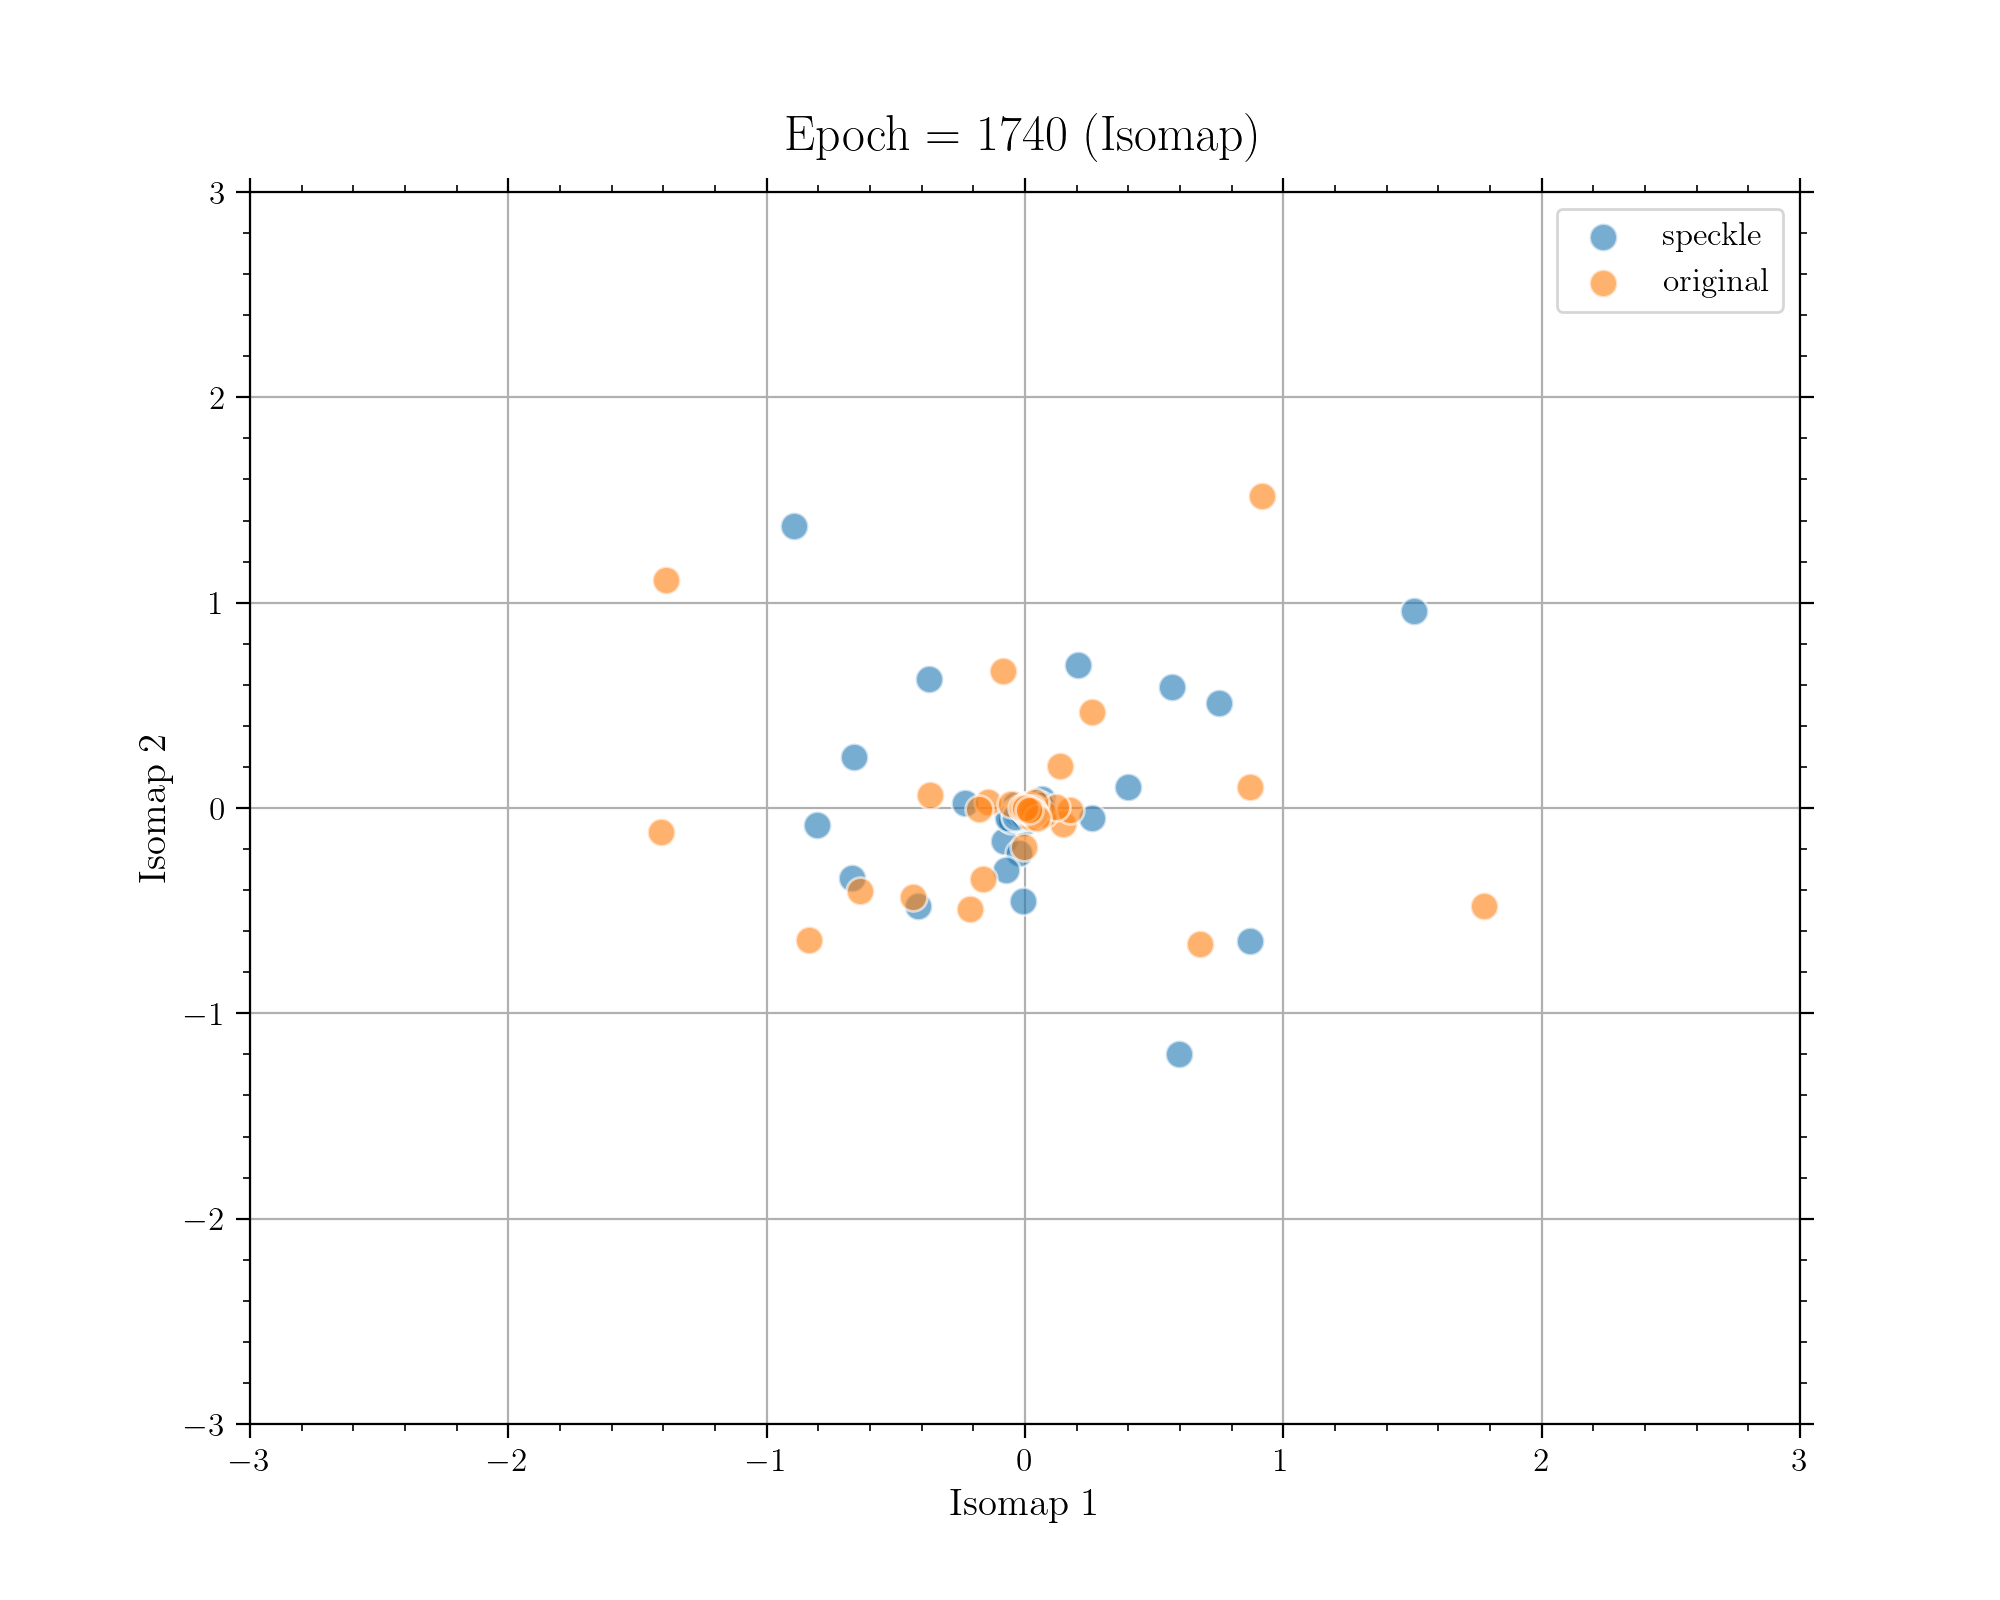 Epoch = 1740 (Isomap)
speckle
original
3
2
1
0
−1
−2
−3
Isomap 2
−3
−2
−1
0
1
2
3
Isomap 1